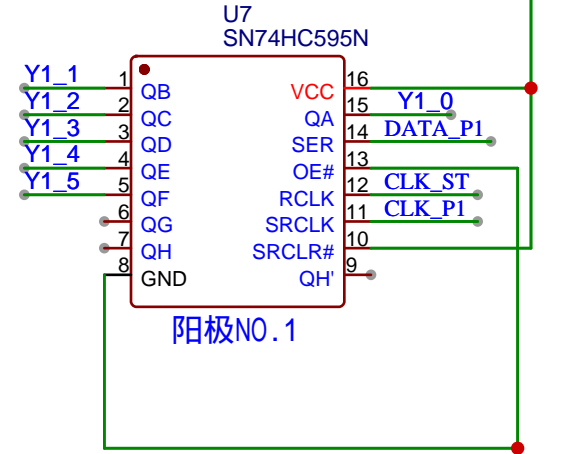 U7
SN74HC595N
Y1_1 1 QB VCC 16
Y1_2 2 QC QA 15 Y1_0
Y1_3 3 QD SER 14 DATA_P1
Y1_4 4 QE OE# 13
Y1_5 5 QF RCLK 12 CLK_ST
6 QG SRCLK 11 CLK_P1
7 QH SRCLR# 10
8 GND QH' 9
阳极NO.1